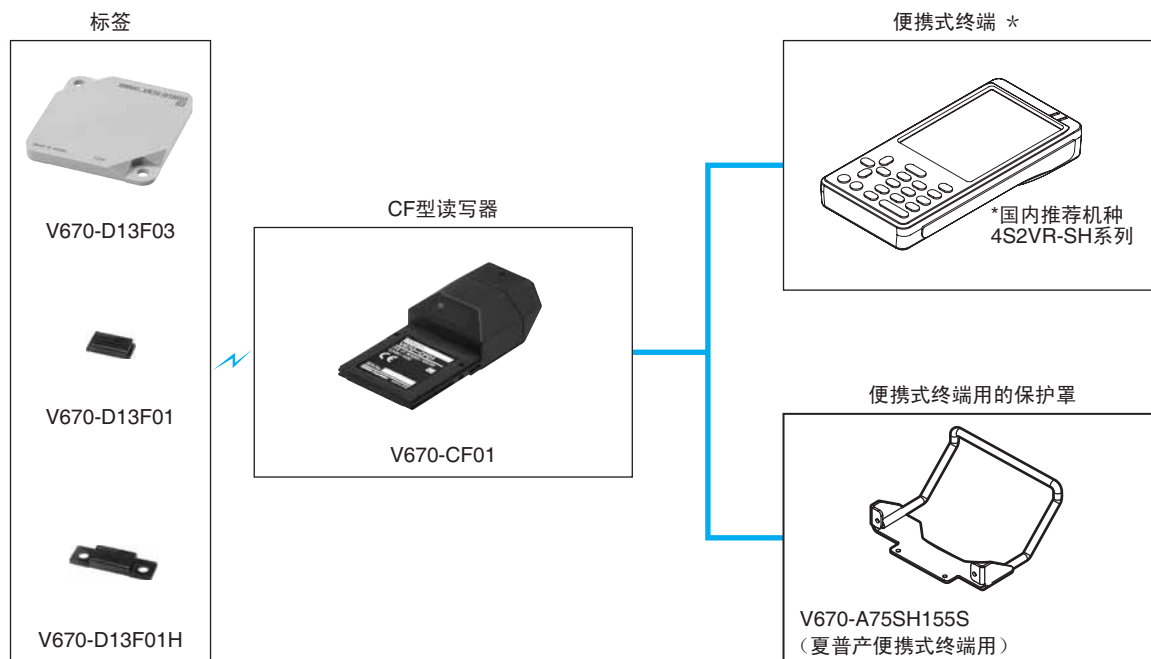 标签
V670-D13F03
V670-D13F01
V670-D13F01H
CF型读写器
V670-CF01
便携式终端 *
*国内推荐机种
4S2VR-SH系列
便携式终端用的保护罩
V670-A75SH155S
（夏普产便携式终端用）